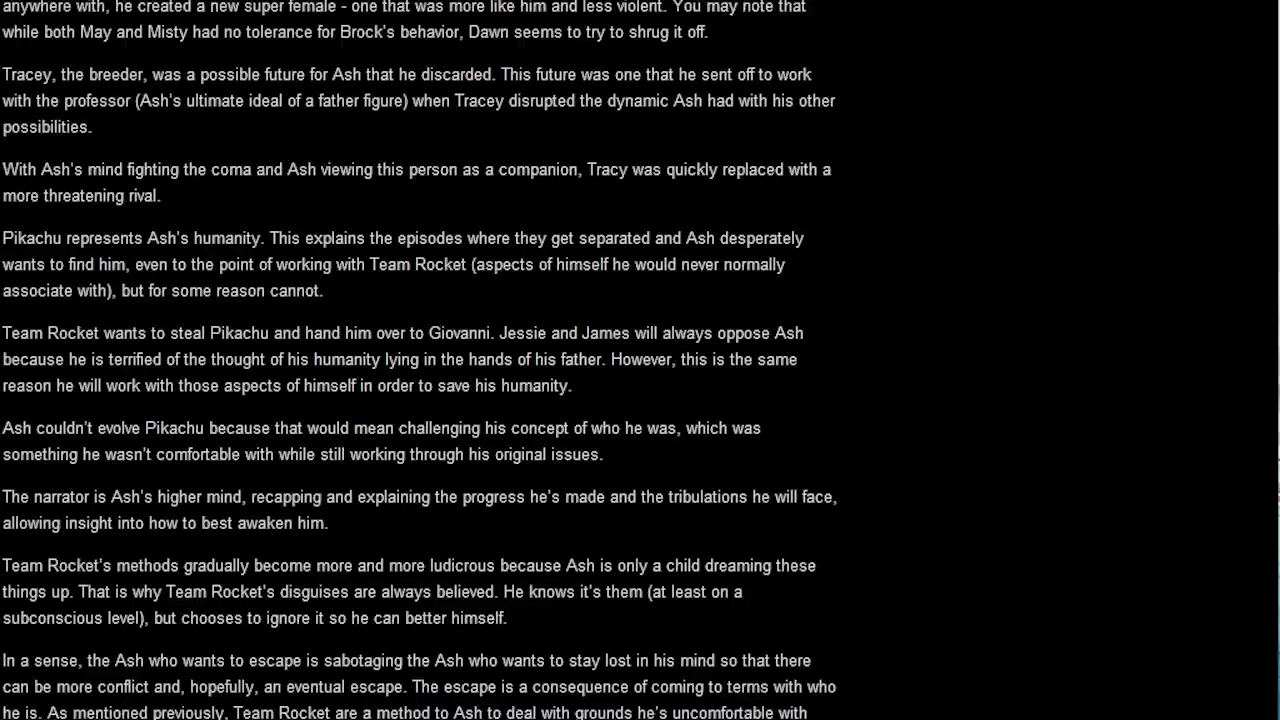 anywhere with, he created a new super female - one that was more like him and less violent. You may note that
while both May and Misty had no tolerance for Brock's behavior, Dawn seems to try to shrug it off.
Tracey, the breeder, was a possible future for Ash that he discarded. This future was one that he sent off to work
with the professor (Ash's ultimate ideal of a father figure) when Tracey disrupted the dynamic Ash had with his other
possibilities.
With Ash's mind fighting the coma and Ash viewing this person as a companion, Tracy was quickly replaced with a
more threatening rival.
Pikachu represents Ash's humanity. This explains the episodes where they get separated and Ash desperately
wants to find him, even to the point of working with Team Rocket (aspects of himself he would never normally
associate with), but for some reason cannot.
Team Rocket wants to steal Pikachu and hand him over to Giovanni. Jessie and James will always oppose Ash
because he is terrified of the thought of his humanity lying in the hands of his father. However, this is the same
reason he will work with those aspects of himself in order to save his humanity.
Ash couldn't evolve Pikachu because that would mean challenging his concept of who he was, which was
something he wasn't comfortable with while still working through his original issues.
The narrator is Ash's higher mind, recapping and explaining the progress he's made and the tribulations he will face,
allowing insight into how to best awaken him.
Team Rocket's methods gradually become more and more ludicrous because Ash is only a child dreaming these
things up. That is why Team Rocket's disguises are always believed. He knows it's them (at least on a
subconscious level), but chooses to ignore it so he can better himself.
In a sense, the Ash who wants to escape is sabotaging the Ash who wants to stay lost in his mind so that there
can be more conflict and, hopefully, an eventual escape. The escape is a consequence of coming to terms with who
he is. As mentioned previously, Team Rocket are a method to Ash to deal with grounds he's uncomfortable with